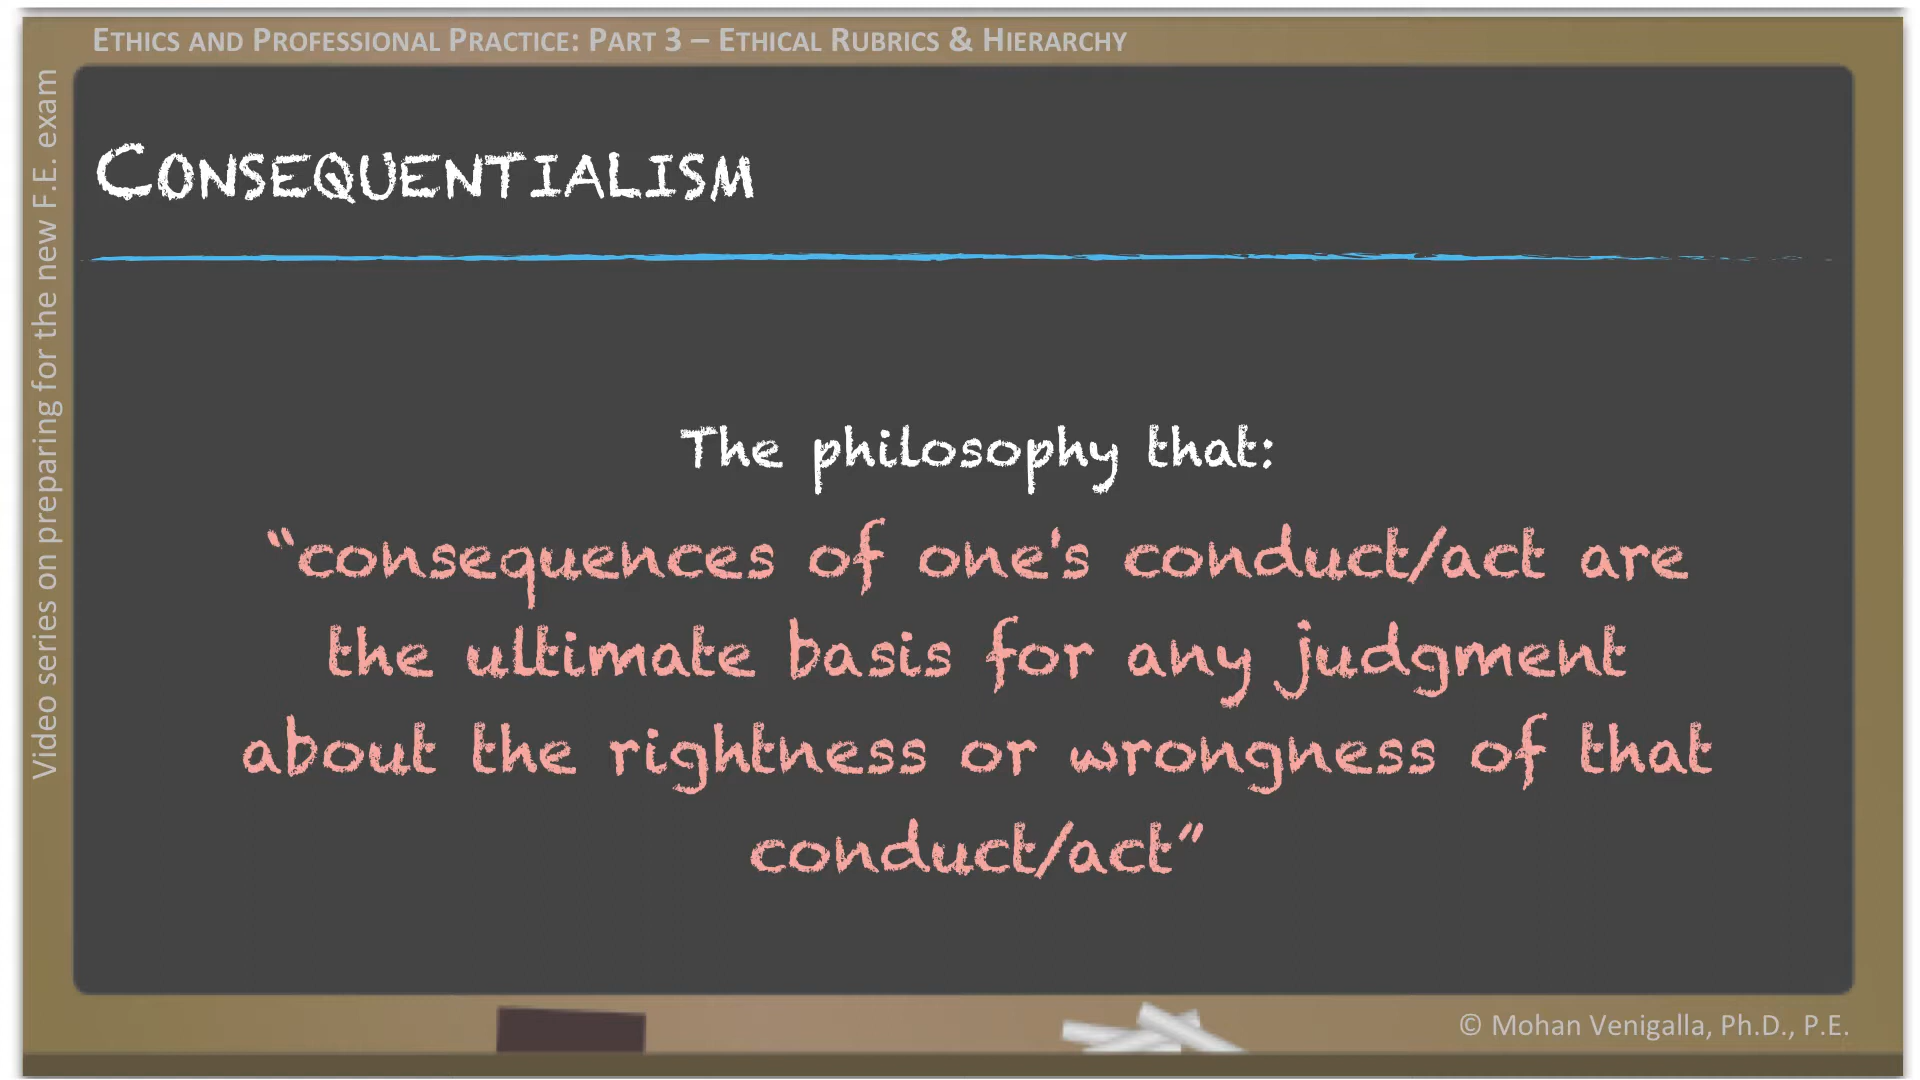 Ethics and Professional Practice: Part 3 – Ethical Rubrics & Hierarchy
Video series on preparing for the new F.E. exam
Consequentialism
The philosophy that:
“consequences of one's conduct/act are
the ultimate basis for any judgment
about the rightness or wrongness of that
conduct/act”
© Mohan Venigalla, Ph.D., P.E.